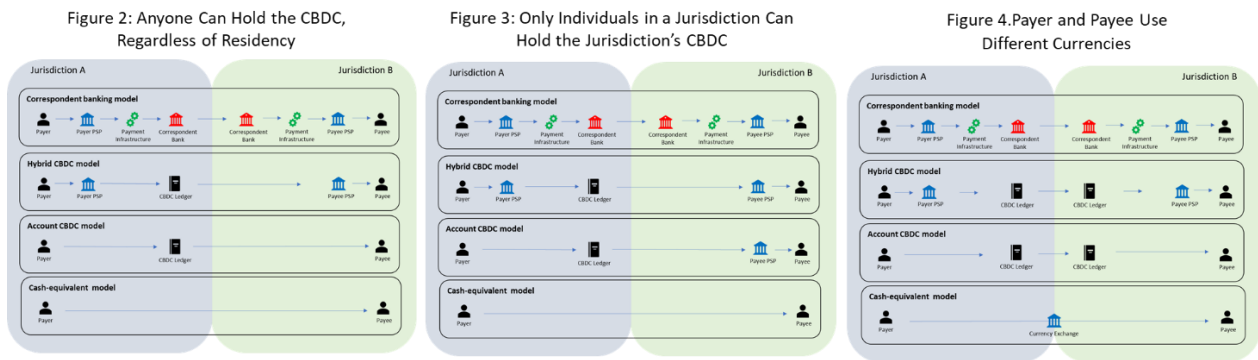 Figure 2: Anyone Can Hold the CBDC,
Regardless of Residency
Jurisdiction A
Jurisdiction B
Correspondent banking model
Payer
Payer PSP
Payment
Infrastructure
Correspondent
Bank
Correspondent
Bank
Payment
Infrastructure
Payee PSP
Payee
Hybrid CBDC model
Payer
Payer PSP
CBDC Ledger
Payee PSP
Payee
Account CBDC model
Payer
CBDC Ledger
Payee
Cash-equivalent model
Payer
Payee
Figure 3: Only Individuals in a Jurisdiction Can
Hold the Jurisdiction's CBDC
Jurisdiction A
Jurisdiction B
Correspondent banking model
Payer
Payer PSP
Payment
Infrastructure
Correspondent
Bank
Correspondent
Bank
Payment
Infrastructure
Payee PSP
Payee
Hybrid CBDC model
Payer
Payer PSP
CBDC Ledger
Payee PSP
Payee
Account CBDC model
Payer
CBDC Ledger
Payee PSP
Payee
Cash-equivalent model
Payer
Payee
Figure 4.Payer and Payee Use
Different Currencies
Jurisdiction A
Jurisdiction B
Correspondent banking model
Payer
Payer PSP
Payment
Infrastructure
Correspondent
Bank
Correspondent
Bank
Payment
Infrastructure
Payee PSP
Payee
Hybrid CBDC model
Payer
Payer PSP
CBDC Ledger
CBDC Ledger
Payee PSP
Payee
Account CBDC model
Payer
CBDC Ledger
CBDC Ledger
Payee
Cash-equivalent model
Payer
Currency Exchange
Payee